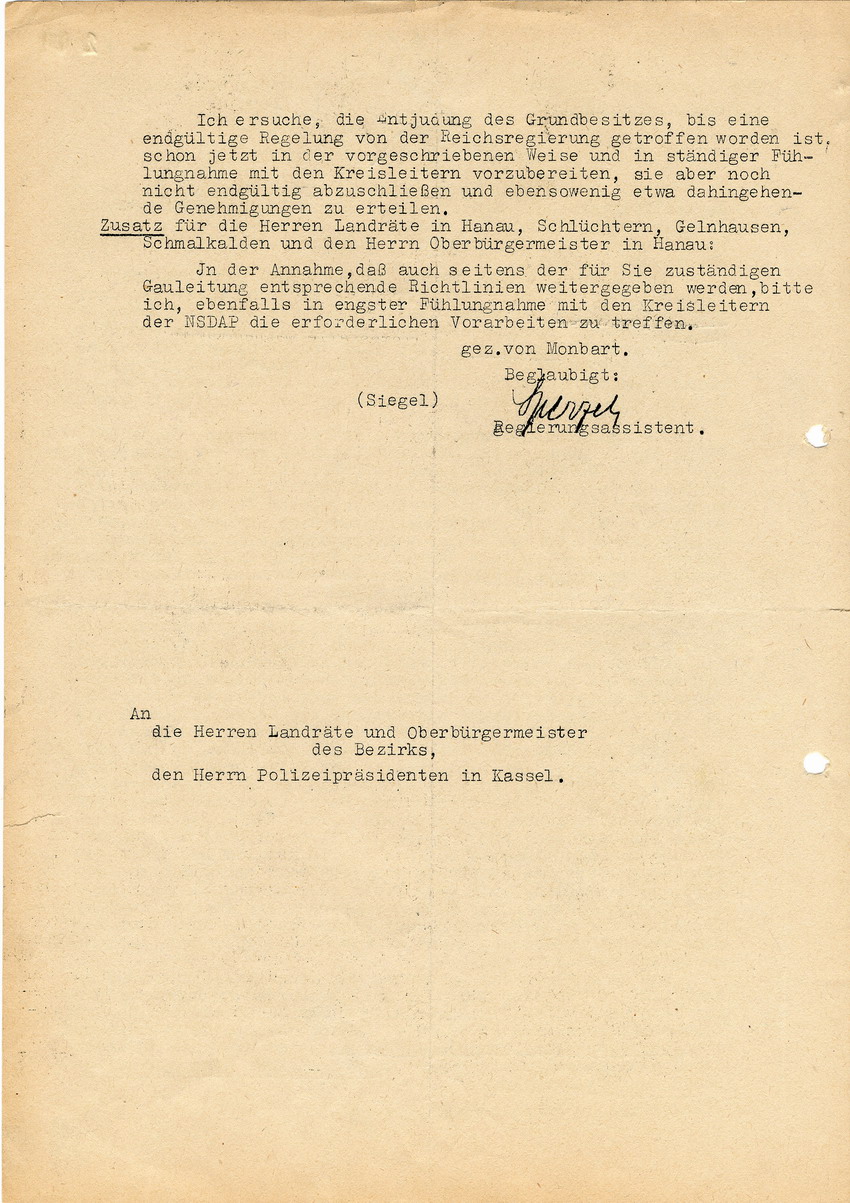 Ich ersuche, die Entjudung des Grundbesitzes, bis eine
endgültige Regelung von der Reichsregierung getroffen worden ist,
schon jetzt in der vorgeschriebenen Weise und in ständiger Füh-
lungnahme mit den Kreisleitern vorzubereiten, sie aber noch
nicht endgültig abzuschließen und ebensowenig etwa dahingehen-
de Genehmigungen zu erteilen.
Zusatz für die Herren Landräte in Hanau, Schlüchtern, Gelnhausen,
Schmalkalden und den Herrn Oberbürgermeister in Hanau:
Jn der Annahme,daß auch seitens der für Sie zuständigen
Gauleitung entsprechende Richtlinien weitergegeben werden,bitte
ich, ebenfalls in engster Fühlungnahme mit den Kreisleitern
der NSDAP die erforderlichen Vorarbeiten zu treffen.
gez.von Monbart.
Beglaubigt:
(Siegel)
Regierungsassistent.
An
die Herren Landräte und Oberbürgermeister
des Bezirks,
den Herrn Polizeipräsidenten in Kassel.